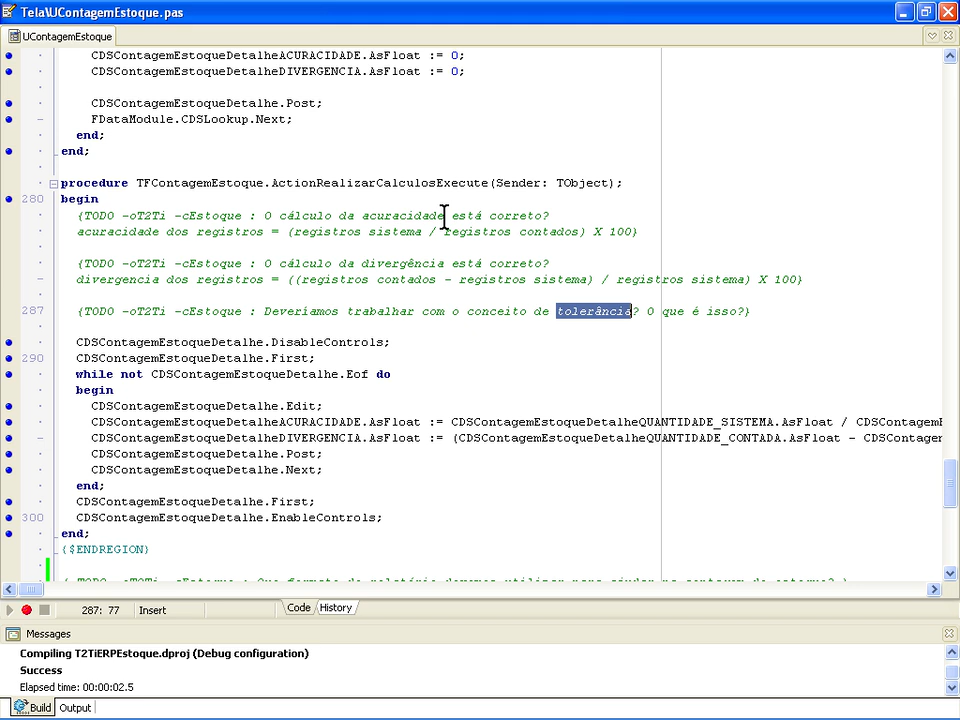 Tela\UContagemEstoque.pas
UContagemEstoque
CDSContagemEstoqueDetalheACURACIDADE.AsFloat := 0;
CDSContagemEstoqueDetalheDIVERGENCIA.AsFloat := 0;
CDSContagemEstoqueDetalhe.Post;
FDataModule.CDSLookup.Next;
end;
end;
procedure TFContagemEstoque.ActionRealizarCalculosExecute(Sender: TObject);
280 begin
{TODO -oT2Ti -cEstoque : O cálculo da acuracidade está correto?
acuracidade dos registros = (registros sistema / registros contados) X 100}
{TODO -oT2Ti -cEstoque : O cálculo da divergência está correto?
divergencia dos registros = ((registros contados - registros sistema) / registros sistema) X 100}
287 {TODO -oT2Ti -cEstoque : Deveríamos trabalhar com o conceito de tolerância? O que é isso?}
CDSContagemEstoqueDetalhe.DisableControls;
290 CDSContagemEstoqueDetalhe.First;
while not CDSContagemEstoqueDetalhe.Eof do
begin
CDSContagemEstoqueDetalhe.Edit;
CDSContagemEstoqueDetalheACURACIDADE.AsFloat := CDSContagemEstoqueDetalheQUANTIDADE_SISTEMA.AsFloat / CDSContagemE
CDSContagemEstoqueDetalheDIVERGENCIA.AsFloat := (CDSContagemEstoqueDetalheQUANTIDADE_CONTADA.AsFloat - CDSContagem
CDSContagemEstoqueDetalhe.Post;
CDSContagemEstoqueDetalhe.Next;
end;
CDSContagemEstoqueDetalhe.First;
300 CDSContagemEstoqueDetalhe.EnableControls;
end;
{$ENDREGION}
287: 77 Insert Code History
Messages
Compiling T2TiERPEstoque.dproj (Debug configuration)
Success
Elapsed time: 00:00:02.5
Build Output